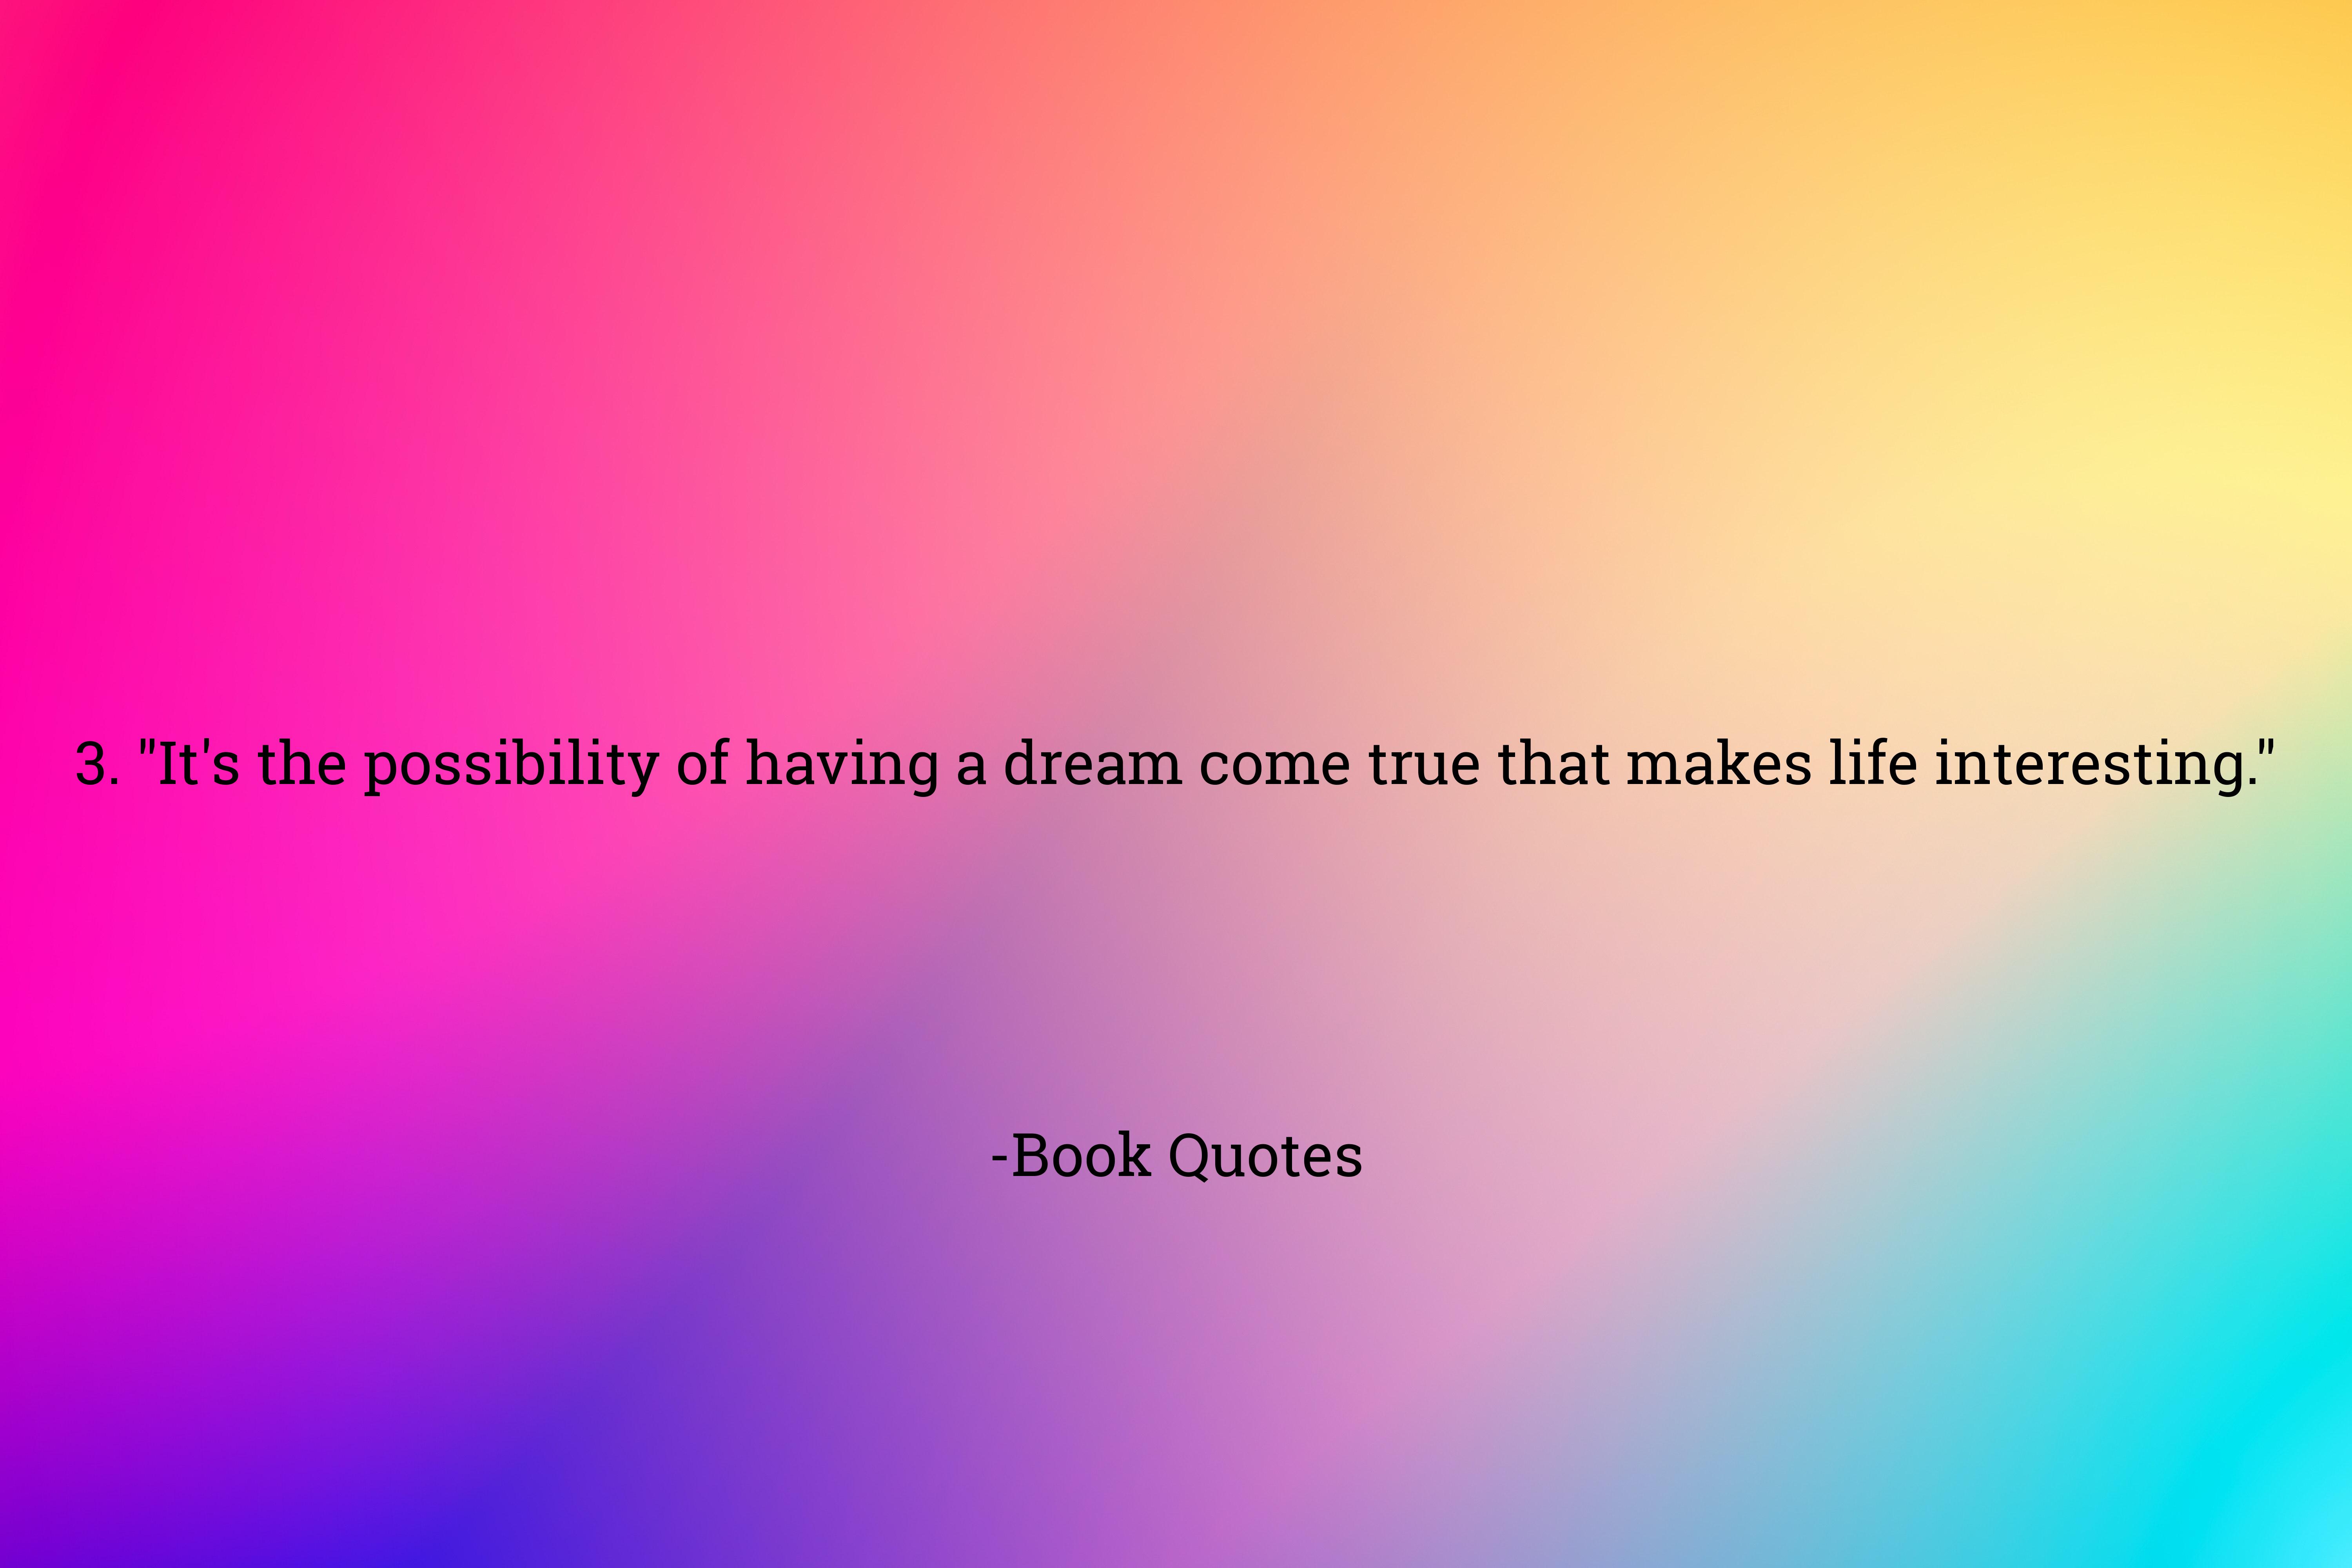 3. "It's the possibility of having a dream come true that makes life interesting."
-Book Quotes